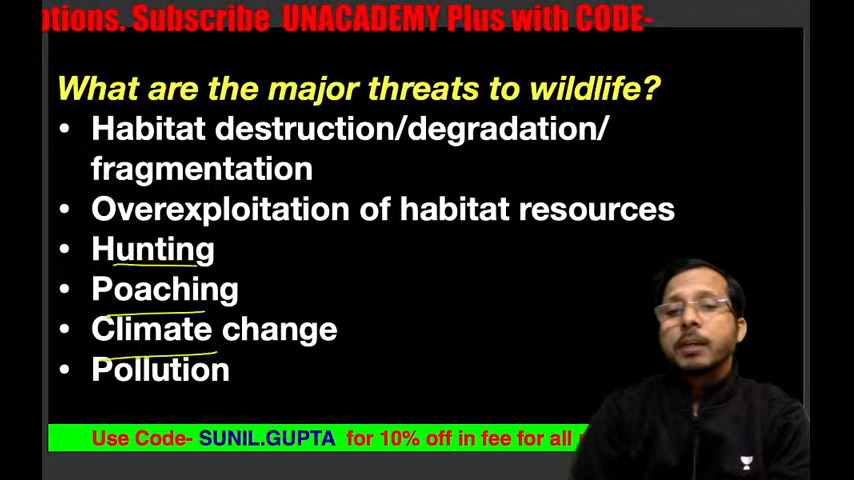 tions. Subscribe UNACADEMY Plus with CODE-
What are the major threats to wildlife?
• Habitat destruction/degradation/
fragmentation
• Overexploitation of habitat resources
• Hunting
• Poaching
• Climate change
• Pollution
Use Code- SUNIL.GUPTA for 10% off in fee for all